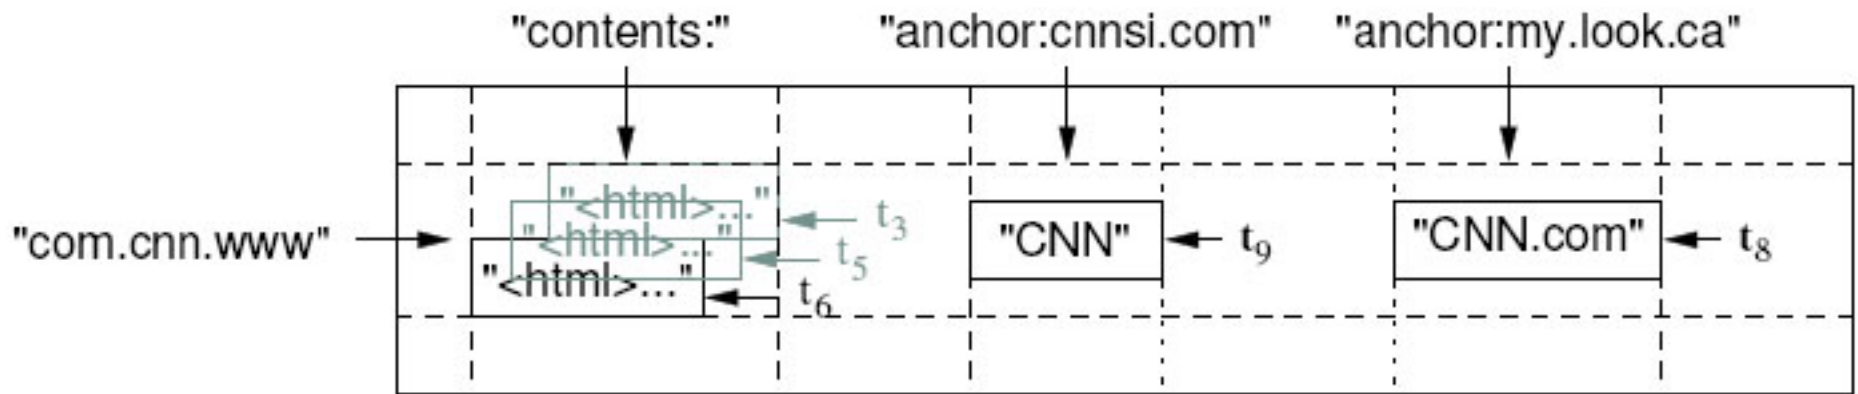 "contents:" "anchor:cnnsi.com" "anchor:my.look.ca"
"<html>..." t3
"com.cnn.www" "<html>..." t5 "CNN" t9 "CNN.com" t8
"<html>..." t6